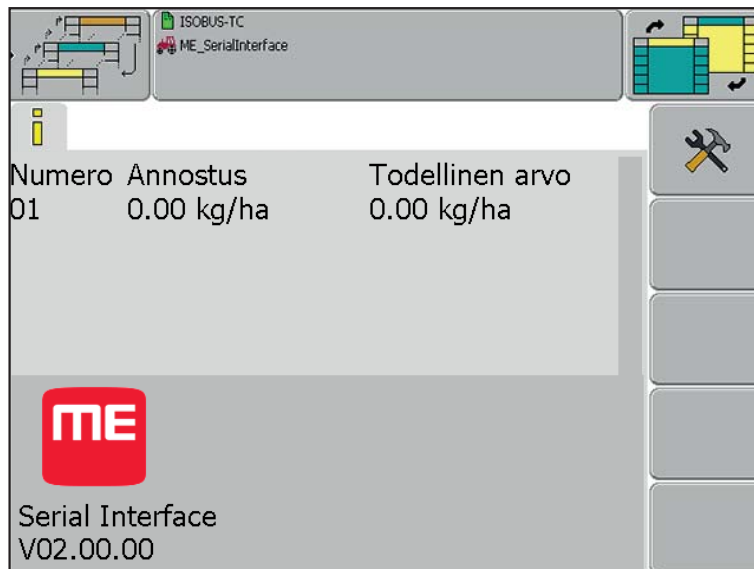 ISOBUS-TC
ME_SerialInterface
Numero Annostus Todellinen arvo
01 0.00 kg/ha 0.00 kg/ha
ME
Serial Interface
V02.00.00